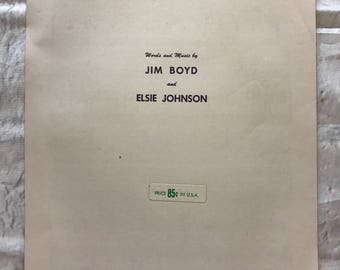 Words and Music by
JIM BOYD
and
ELSIE JOHNSON
PRICE 85¢ IN U.S.A.